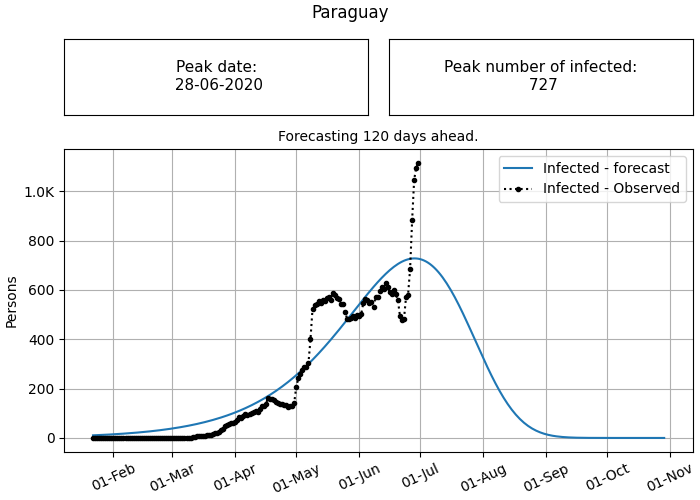 Paraguay
Peak date:
28-06-2020
Peak number of infected:
727
Forecasting 120 days ahead.
Infected - forecast
Infected - Observed
Persons
1.0K
800
600
400
200
0
01-Feb
01-Mar
01-Apr
01-May
01-Jun
01-Jul
01-Aug
01-Sep
01-Oct
01-Nov